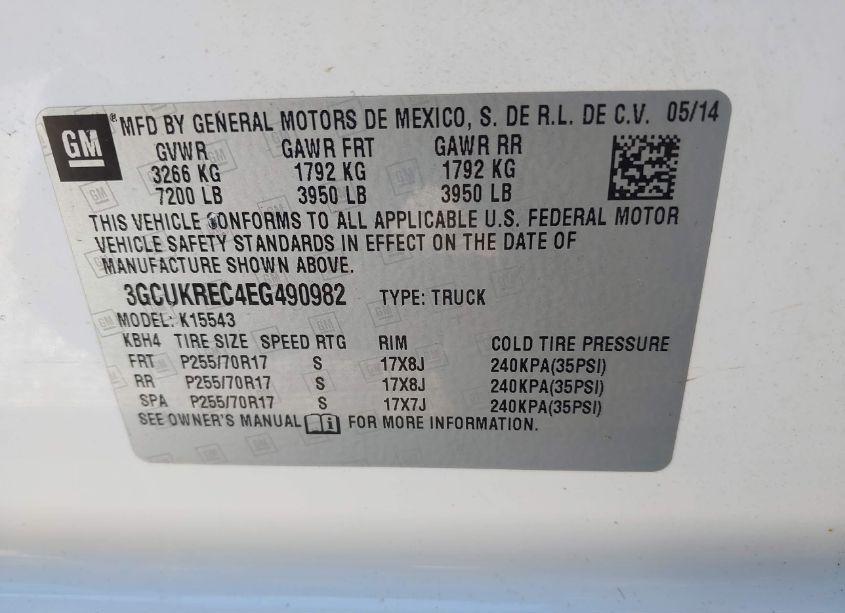 GM ® MFD BY GENERAL MOTORS DE MEXICO, S. DE R.L. DE C.V. 05/14
GVWR GAWR FRT GAWR RR
3266 KG 1792 KG 1792 KG
7200 LB 3950 LB 3950 LB
THIS VEHICLE CONFORMS TO ALL APPLICABLE U.S. FEDERAL MOTOR
VEHICLE SAFETY STANDARDS IN EFFECT ON THE DATE OF
MANUFACTURE SHOWN ABOVE.
3GCUKREC4EG490982 TYPE: TRUCK
MODEL: K15543
KBH4 TIRE SIZE SPEED RTG RIM COLD TIRE PRESSURE
FRT P255/70R17 S 17X8J 240KPA(35PSI)
RR P255/70R17 S 17X8J 240KPA(35PSI)
SPA P255/70R17 S 17X7J 240KPA(35PSI)
SEE OWNER'S MANUAL FOR MORE INFORMATION.